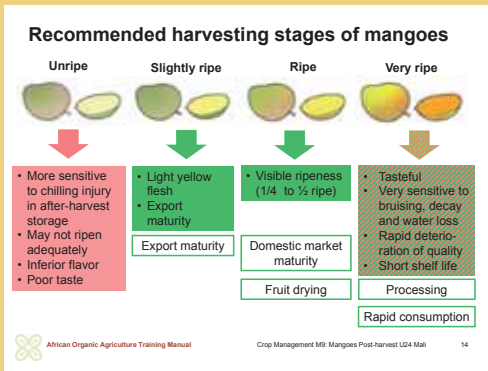 Recommended harvesting stages of mangoes
Unripe
Slightly ripe
Ripe
Very ripe
• More sensitive
to chilling injury
in after-harvest
storage
• May not ripen
adequately
• Inferior flavor
• Poor taste
• Light yellow
flesh
• Export
maturity
Export maturity
• Visible ripeness
(1/4 to ½ ripe)
Domestic market
maturity
Fruit drying
• Tasteful
• Very sensitive to
bruising, decay
and water loss
• Rapid deterio-
ration of quality
• Short shelf life
Processing
Rapid consumption
African Organic Agriculture Training Manual
Crop Management M9: Mangoes Post-harvest U24 Mali
14